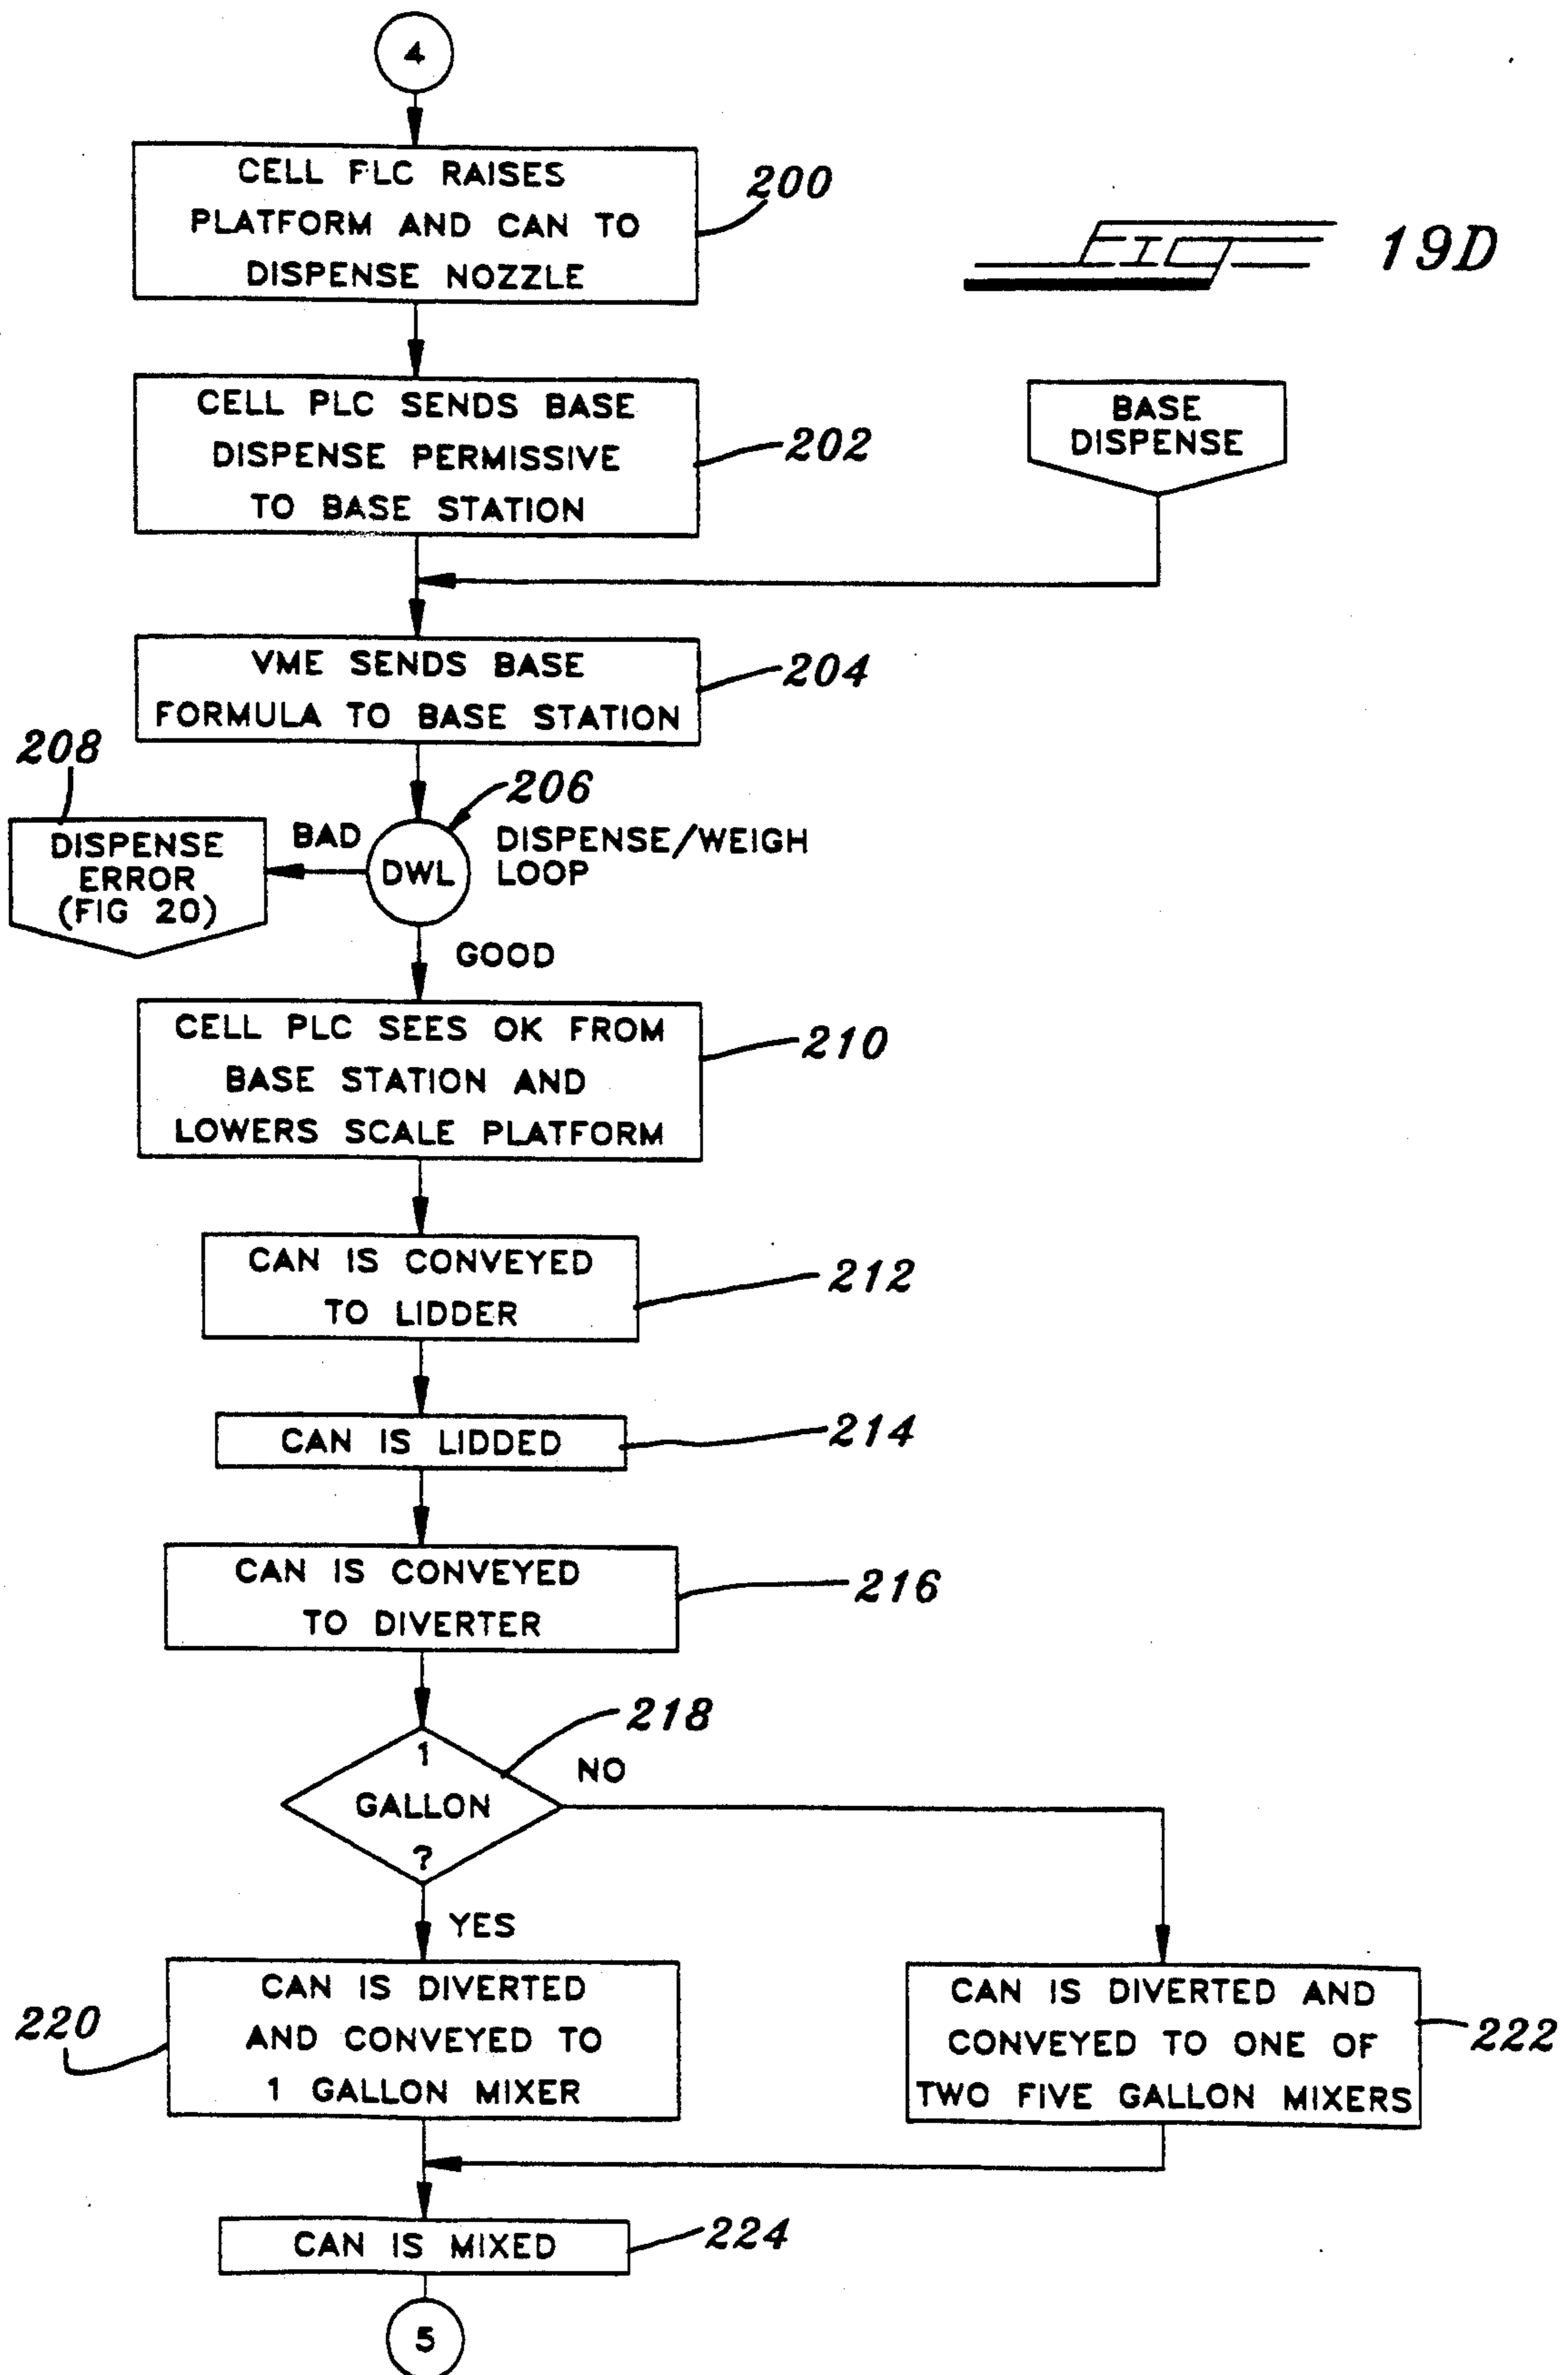 4
CELL PLC RAISES
PLATFORM AND CAN TO
DISPENSE NOZZLE
200
FIG 19D
CELL PLC SENDS BASE
DISPENSE PERMISSIVE
TO BASE STATION
202
BASE
DISPENSE
VME SENDS BASE
FORMULA TO BASE STATION
204
208
206
DISPENSE
ERROR
(FIG 20)
BAD
DWL
DISPENSE/WEIGH
LOOP
GOOD
CELL PLC SEES OK FROM
BASE STATION AND
LOWERS SCALE PLATFORM
210
CAN IS CONVEYED
TO LIDDER
212
CAN IS LIDDED
214
CAN IS CONVEYED
TO DIVERTER
216
218
1
GALLON
?
NO
YES
CAN IS DIVERTED
AND CONVEYED TO
1 GALLON MIXER
220
CAN IS DIVERTED AND
CONVEYED TO ONE OF
TWO FIVE GALLON MIXERS
222
CAN IS MIXED
224
5